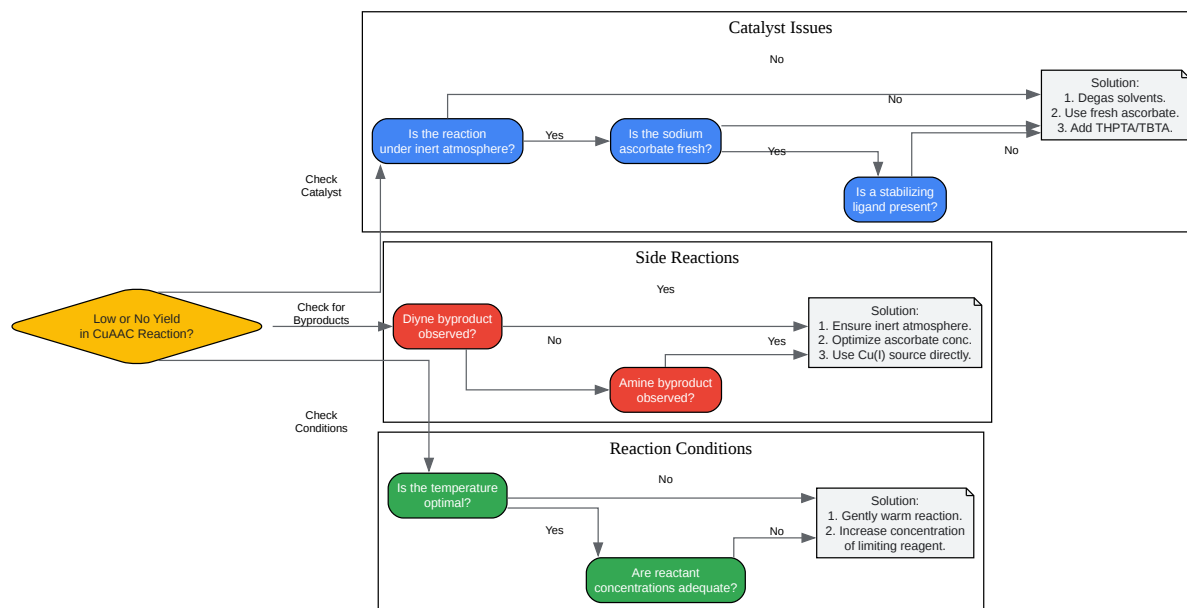 Catalyst Issues
No
Solution:
1. Degas solvents.
2. Use fresh ascorbate.
3. Add THPTA/TBTA.
No
Is the reaction
under inert atmosphere?
Yes
Is the sodium
ascorbate fresh?
Yes
No
Is a stabilizing
ligand present?
Check
Catalyst
Side Reactions
Yes
Low or No Yield
in CuAAC Reaction?
Check for
Byproducts
Diyne byproduct
observed?
No
Yes
Solution:
1. Ensure inert atmosphere.
2. Optimize ascorbate conc.
3. Use Cu(I) source directly.
Amine byproduct
observed?
Check
Conditions
Reaction Conditions
No
Is the temperature
optimal?
Yes
No
Solution:
1. Gently warm reaction.
2. Increase concentration
of limiting reagent.
Are reactant
concentrations adequate?